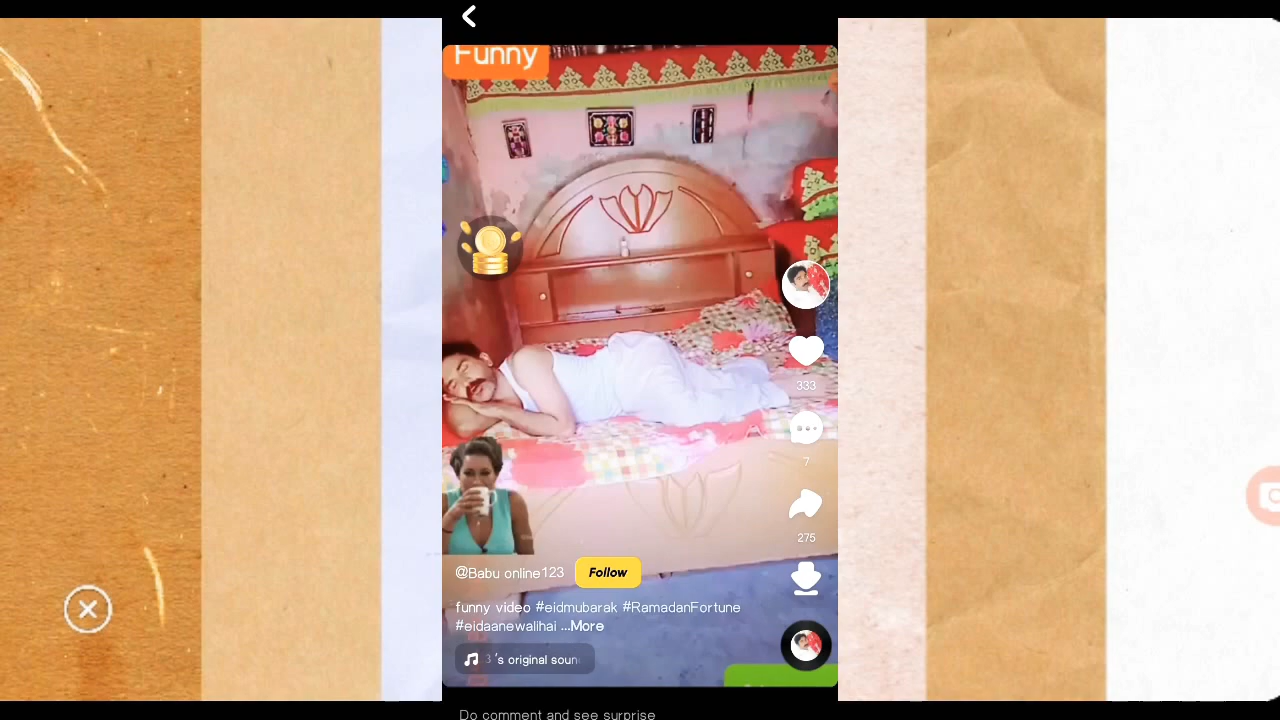 Funny
333
7
275
@Babu online123
Follow
funny video #eidmubarak #RamadanFortune
#eidaanewalihai ...More
3 's original soun
Do comment and see surprise